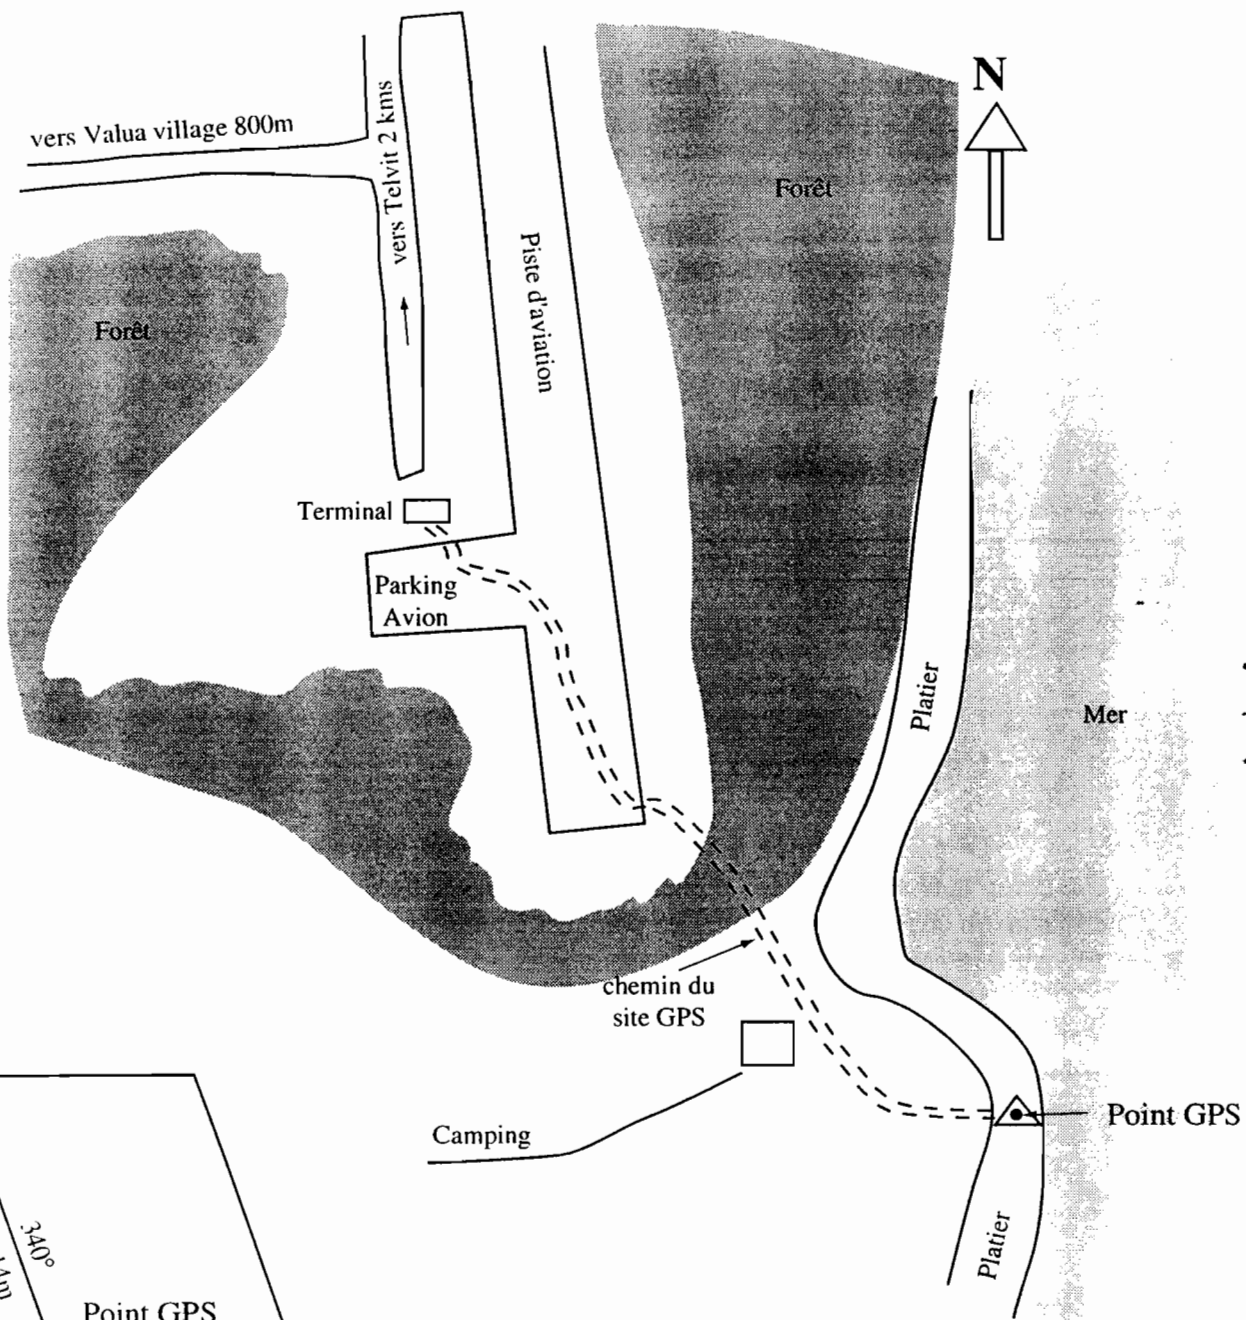 N
vers Valua village 800m
vers Telvit 2 kms
Forêt
Piste d'aviation
Forêt
Terminal
Parking
Avion
Platier
Mer
chemin du
site GPS
Point GPS
Camping
Platier
340°
Point GPS